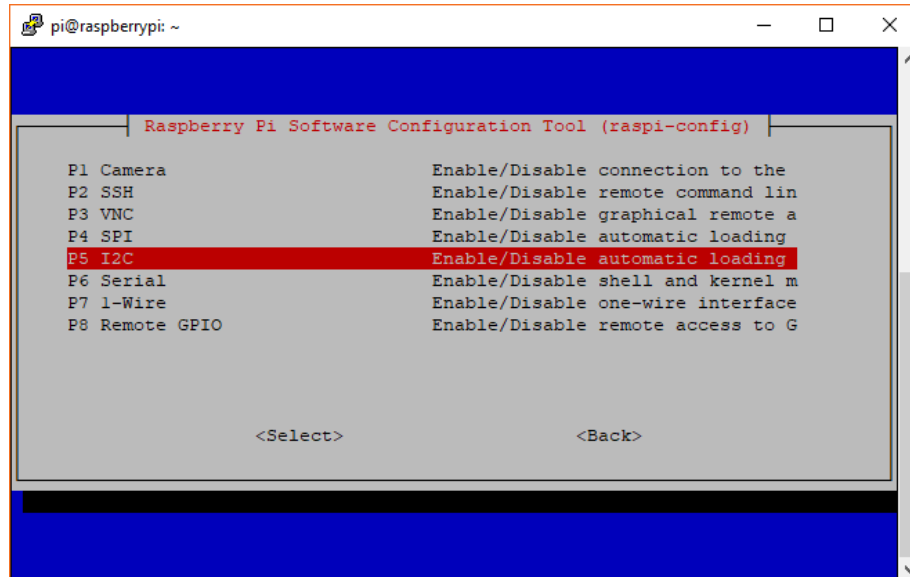 pi@raspberrypi: ~
Raspberry Pi Software Configuration Tool (raspi-config)
P1 Camera Enable/Disable connection to the
P2 SSH Enable/Disable remote command lin
P3 VNC Enable/Disable graphical remote a
P4 SPI Enable/Disable automatic loading
P5 I2C Enable/Disable automatic loading
P6 Serial Enable/Disable shell and kernel m
P7 1-Wire Enable/Disable one-wire interface
P8 Remote GPIO Enable/Disable remote access to G
<Select> <Back>